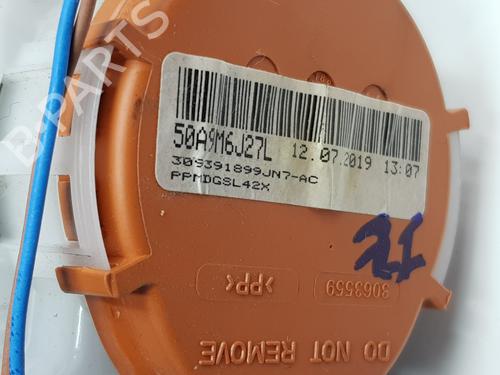 50A9M6J27L 12.07.2019 13:07
309391899JN7-AC
PPMDGSL42X
3063559
>PP<
DO NOT REMOVE
B-PARTS